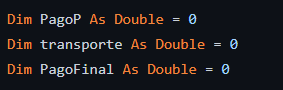 Dim PagoP As Double = 0
Dim transporte As Double = 0
Dim PagoFinal As Double = 0